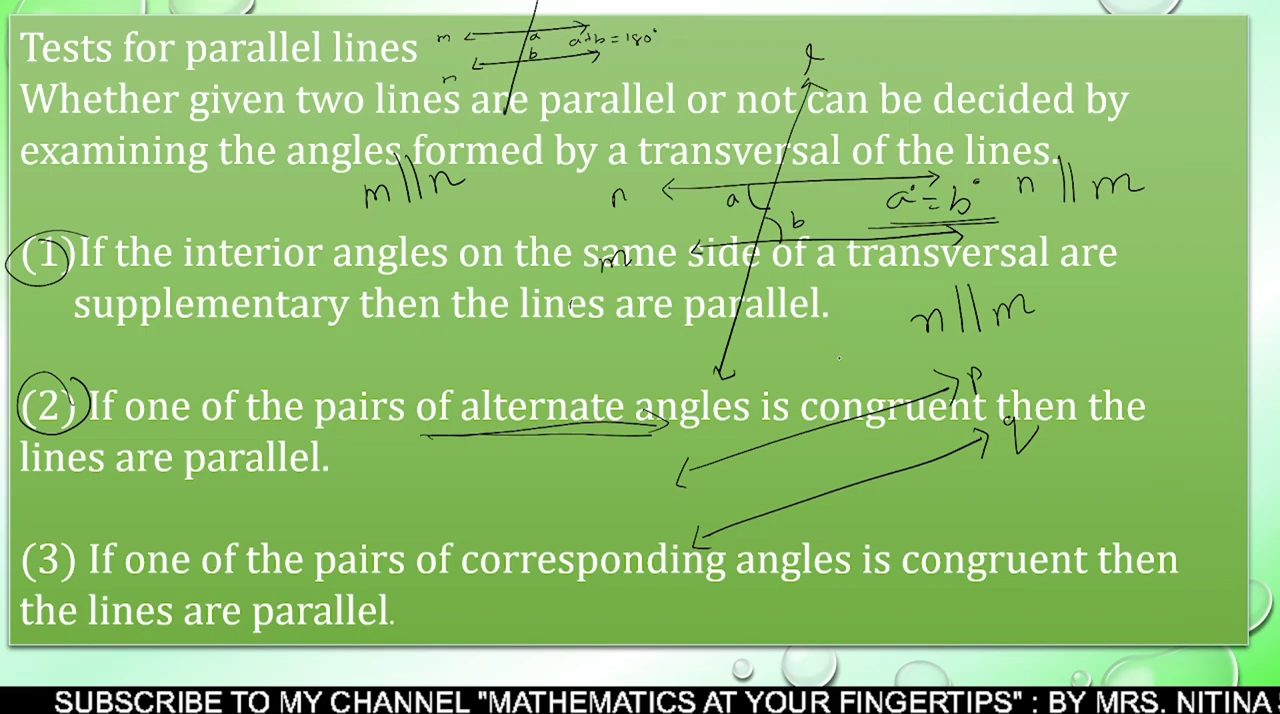 Tests for parallel lines
m
a
a+b=180°
b
n
l
Whether given two lines are parallel or not can be decided by
examining the angles formed by a transversal of the lines.
m || n
n
a
a° = b°
n || m
b
(1) If the interior angles on the same side of a transversal are
m
supplementary then the lines are parallel.
n || m
p
(2) If one of the pairs of alternate angles is congruent then the
q
lines are parallel.
(3) If one of the pairs of corresponding angles is congruent then
the lines are parallel.
SUBSCRIBE TO MY CHANNEL "MATHEMATICS AT YOUR FINGERTIPS" : BY MRS. NITINA